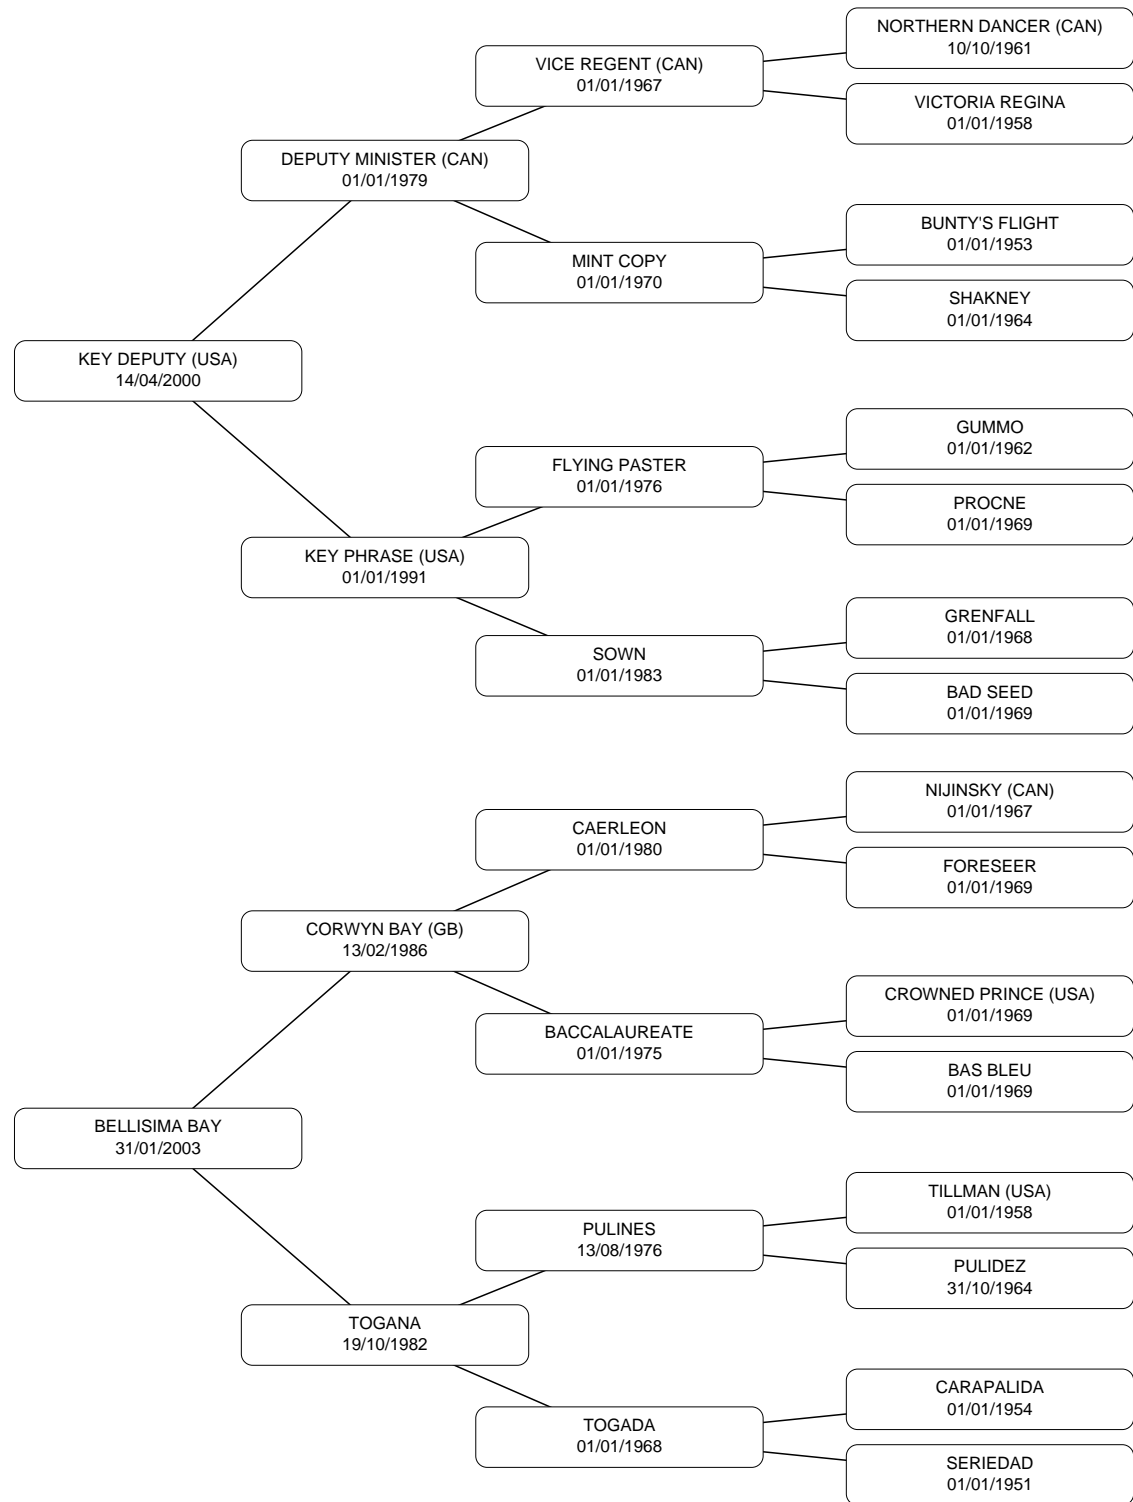 NORTHERN DANCER (CAN)
10/10/1961
VICE REGENT (CAN)
01/01/1967
VICTORIA REGINA
01/01/1958
DEPUTY MINISTER (CAN)
01/01/1979
BUNTY'S FLIGHT
01/01/1953
MINT COPY
01/01/1970
SHAKNEY
01/01/1964
KEY DEPUTY (USA)
14/04/2000
GUMMO
01/01/1962
FLYING PASTER
01/01/1976
PROCNE
01/01/1969
KEY PHRASE (USA)
01/01/1991
GRENFALL
01/01/1968
SOWN
01/01/1983
BAD SEED
01/01/1969
NIJINSKY (CAN)
01/01/1967
CAERLEON
01/01/1980
FORESEER
01/01/1969
CORWYN BAY (GB)
13/02/1986
CROWNED PRINCE (USA)
01/01/1969
BACCALAUREATE
01/01/1975
BAS BLEU
01/01/1969
BELLISIMA BAY
31/01/2003
TILLMAN (USA)
01/01/1958
PULINES
13/08/1976
PULIDEZ
31/10/1964
TOGANA
19/10/1982
CARAPALIDA
01/01/1954
TOGADA
01/01/1968
SERIEDAD
01/01/1951